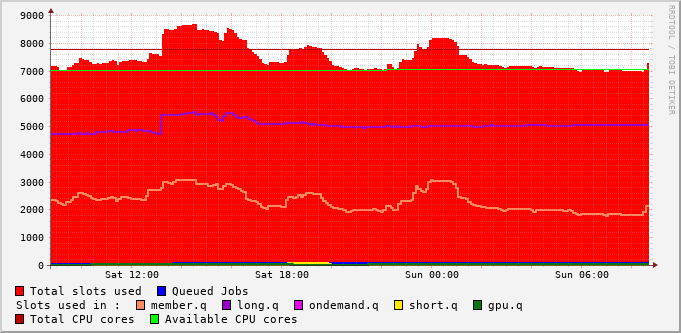 RRDTOOL / TOBI OETIKER
9000
8000
7000
6000
5000
4000
3000
2000
1000
0
Sat 12:00 Sat 18:00 Sun 00:00 Sun 06:00
Total slots used Queued Jobs
Slots used in : member.q long.q ondemand.q short.q gpu.q
Total CPU cores Available CPU cores